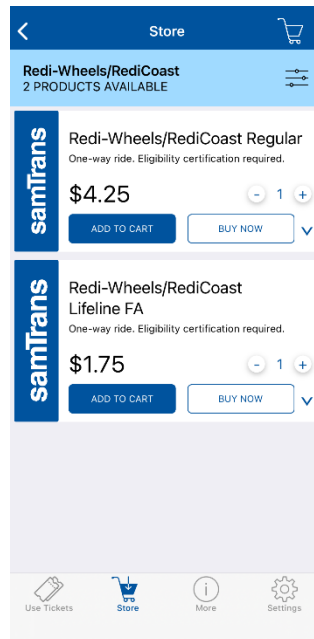 Store
Redi-Wheels/RediCoast
2 PRODUCTS AVAILABLE
samTrans
Redi-Wheels/RediCoast Regular
One-way ride. Eligibility certification required.
$4.25
- 1 +
ADD TO CART
BUY NOW
samTrans
Redi-Wheels/RediCoast
Lifeline FA
One-way ride. Eligibility certification required.
$1.75
- 1 +
ADD TO CART
BUY NOW
Use Tickets
Store
More
Settings